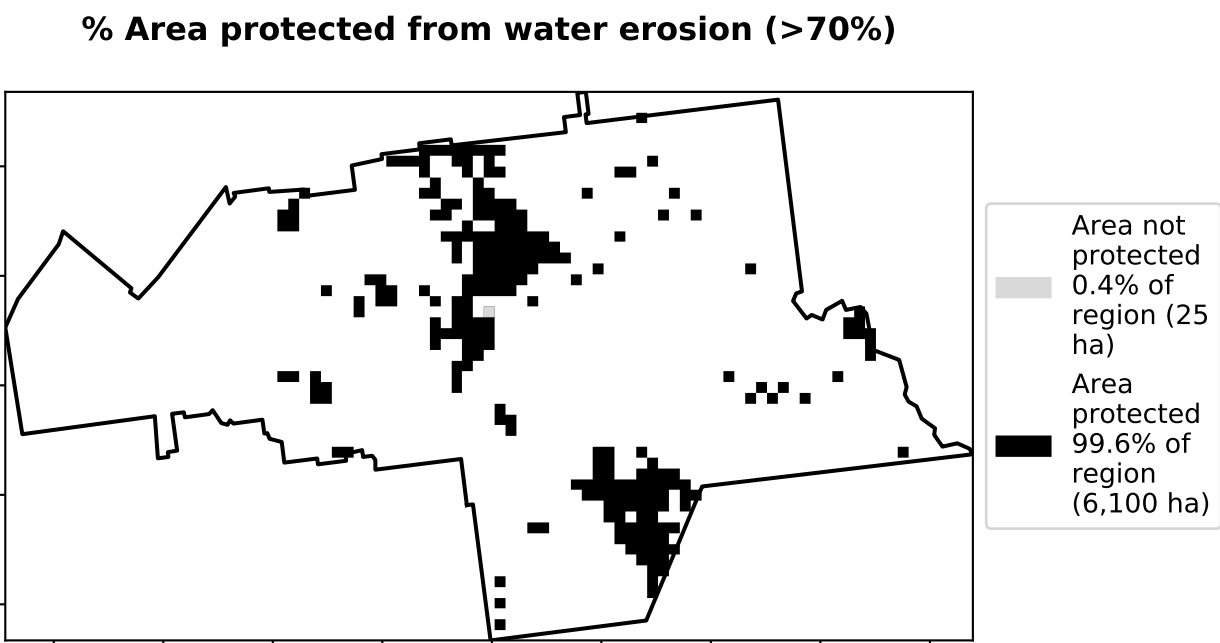 % Area protected from water erosion (>70%)
Area not
protected
0.4% of
region (25
ha)
Area
protected
99.6% of
region
(6,100 ha)